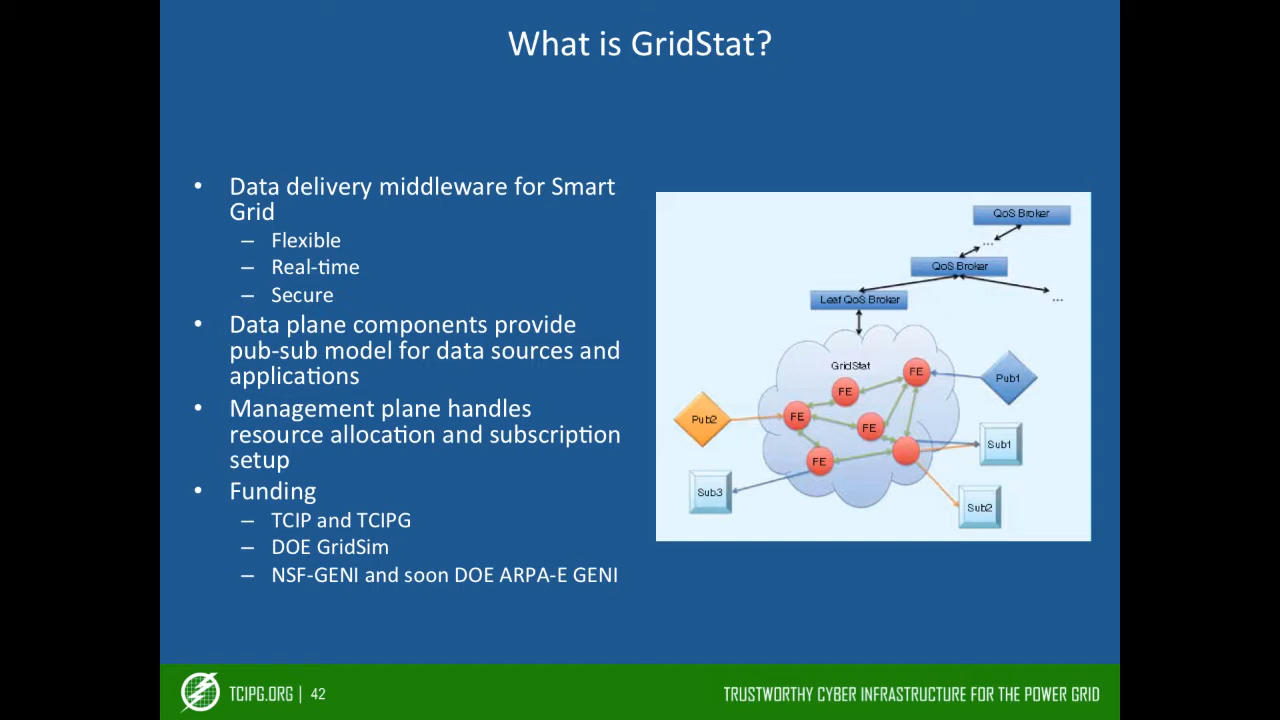 What is GridStat?
• Data delivery middleware for Smart
Grid
– Flexible
– Real-time
– Secure
• Data plane components provide
pub-sub model for data sources and
applications
• Management plane handles
resource allocation and subscription
setup
• Funding
– TCIP and TCIPG
– DOE GridSim
– NSF-GENI and soon DOE ARPA-E GENI
QoS Broker
...
QoS Broker
Leaf QoS Broker
...
GridStat
FE
Pub1
FE
Pub2
FE
FE
Sub1
FE
Sub3
Sub2
TCIPG.ORG | 42
TRUSTWORTHY CYBER INFRASTRUCTURE FOR THE POWER GRID